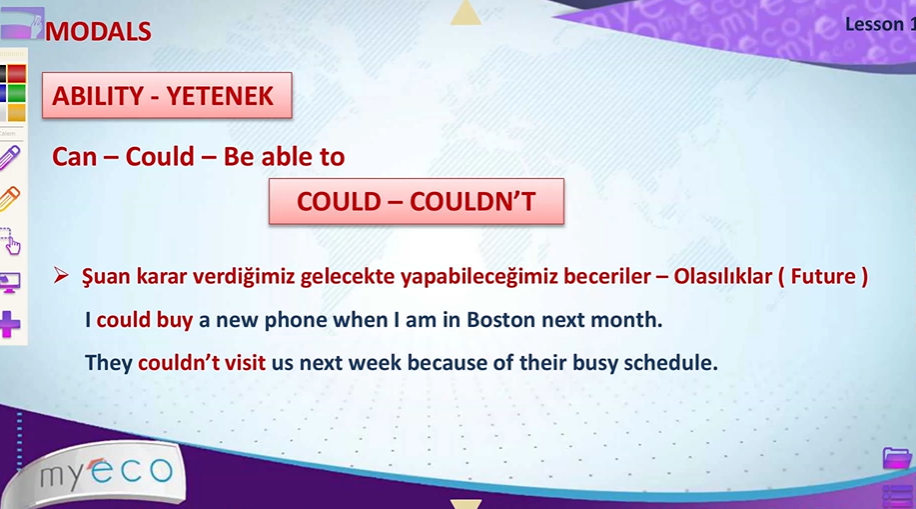 MODALS
Lesson 1
ABILITY - YETENEK
Can – Could – Be able to
COULD – COULDN'T
Şuan karar verdiğimiz gelecekte yapabileceğimiz beceriler – Olasılıklar ( Future )
I could buy a new phone when I am in Boston next month.
They couldn't visit us next week because of their busy schedule.
myeco